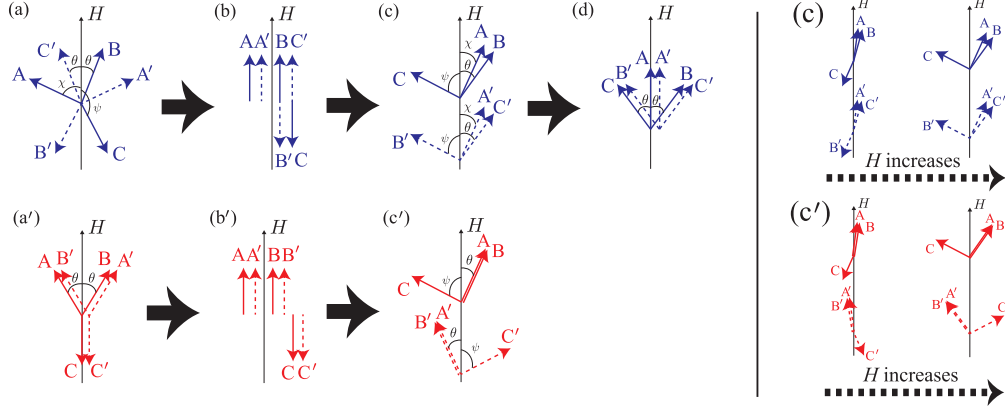 (a)
H
C′
θ
θ
B
A
A′
χ
ψ
B′
C
(b)
H
A A′ B C′
B′ C
(c)
H
χ
A
B
ψ
θ
C
A′
χ
C′
ψ
θ
B′
(d)
H
A A′
B′
B
C
C′
θ θ
(a′)
H
A B′
B A′
θ θ
C C′
(b′)
H
A A′ B B′
C C′
(c′)
H
A
B
θ
ψ
C
B′ A′
C′
θ
ψ
(c)
H
A
B
C
A′
C′
B′
H
A
B
C
A′
C′
B′
H increases
(c′)
H
A
B
C
A′
B′
C′
H
A
B
C
A′
B′
C
H increases